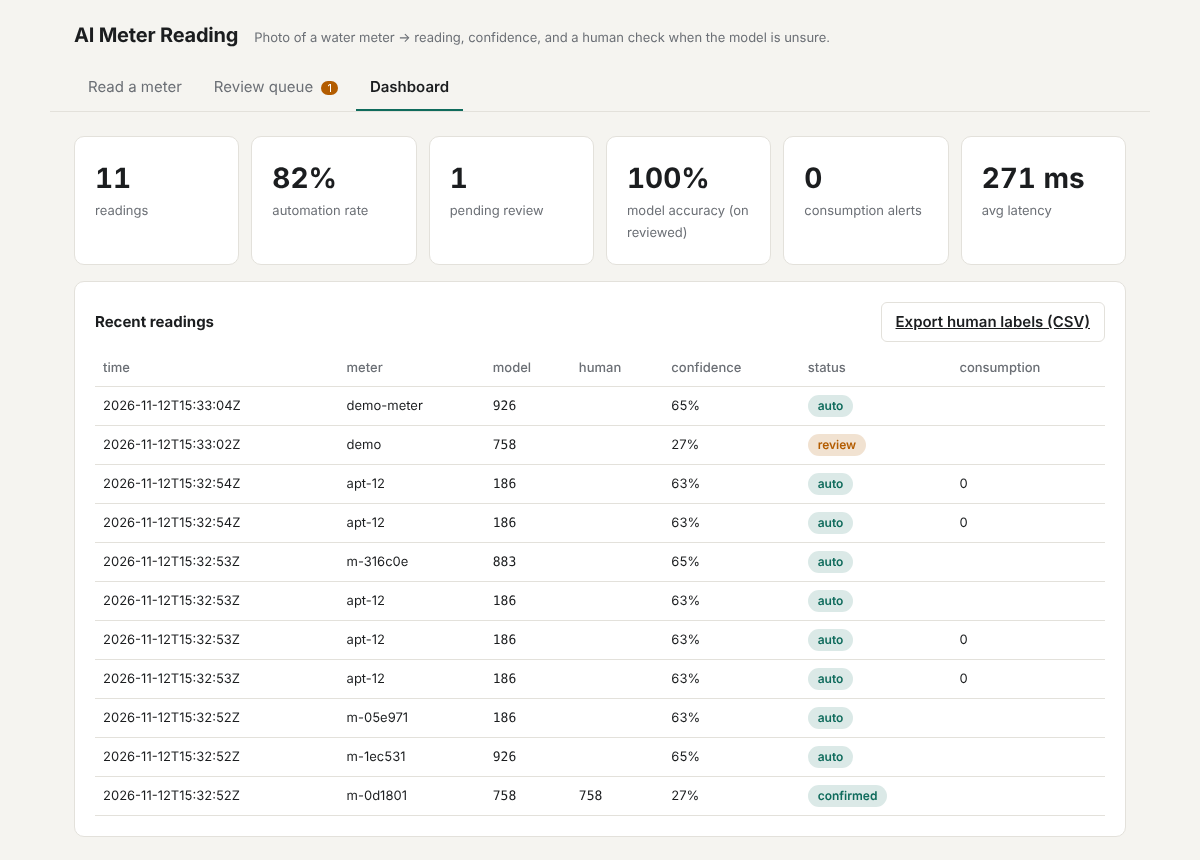 AI Meter Reading Photo of a water meter → reading, confidence, and a human check when the model is unsure.
Read a meter Review queue 1 Dashboard
11
readings
82%
automation rate
1
pending review
100%
model accuracy (on
reviewed)
0
consumption alerts
271 ms
avg latency
Recent readings Export human labels (CSV)
time meter model human confidence status consumption
2026-11-12T15:33:04Z demo-meter 926 65% auto
2026-11-12T15:33:02Z demo 758 27% review
2026-11-12T15:32:54Z apt-12 186 63% auto 0
2026-11-12T15:32:54Z apt-12 186 63% auto 0
2026-11-12T15:32:53Z m-316c0e 883 65% auto
2026-11-12T15:32:53Z apt-12 186 63% auto
2026-11-12T15:32:53Z apt-12 186 63% auto 0
2026-11-12T15:32:53Z apt-12 186 63% auto 0
2026-11-12T15:32:52Z m-05e971 186 63% auto
2026-11-12T15:32:52Z m-1ec531 926 65% auto
2026-11-12T15:32:52Z m-0d1801 758 758 27% confirmed